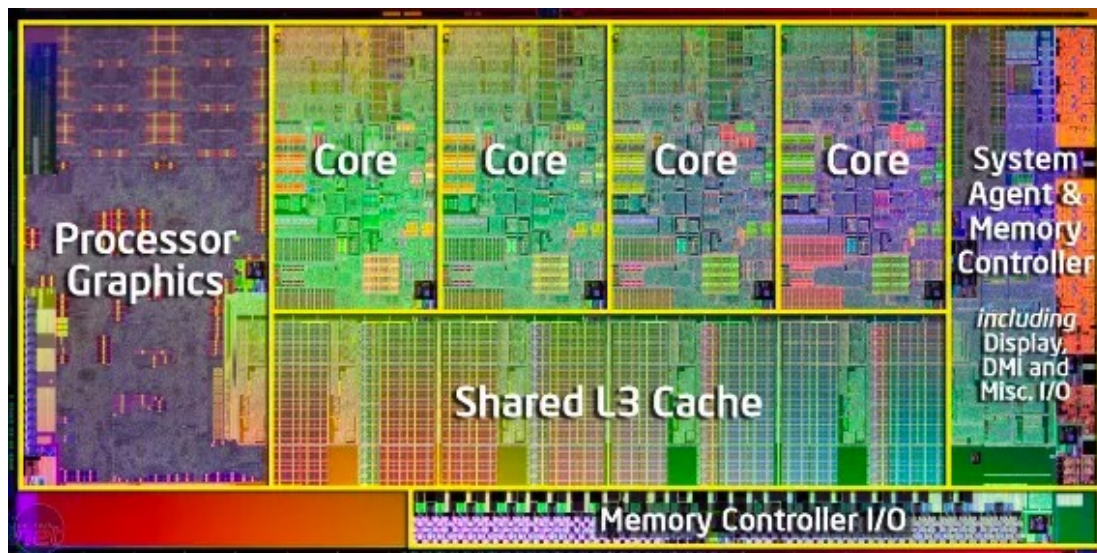 Processor
Graphics
Core
Core
Core
Core
System
Agent &
Memory
Controller
including
Display,
DMI and
Misc. I/O
Shared L3 Cache
Memory Controller I/O